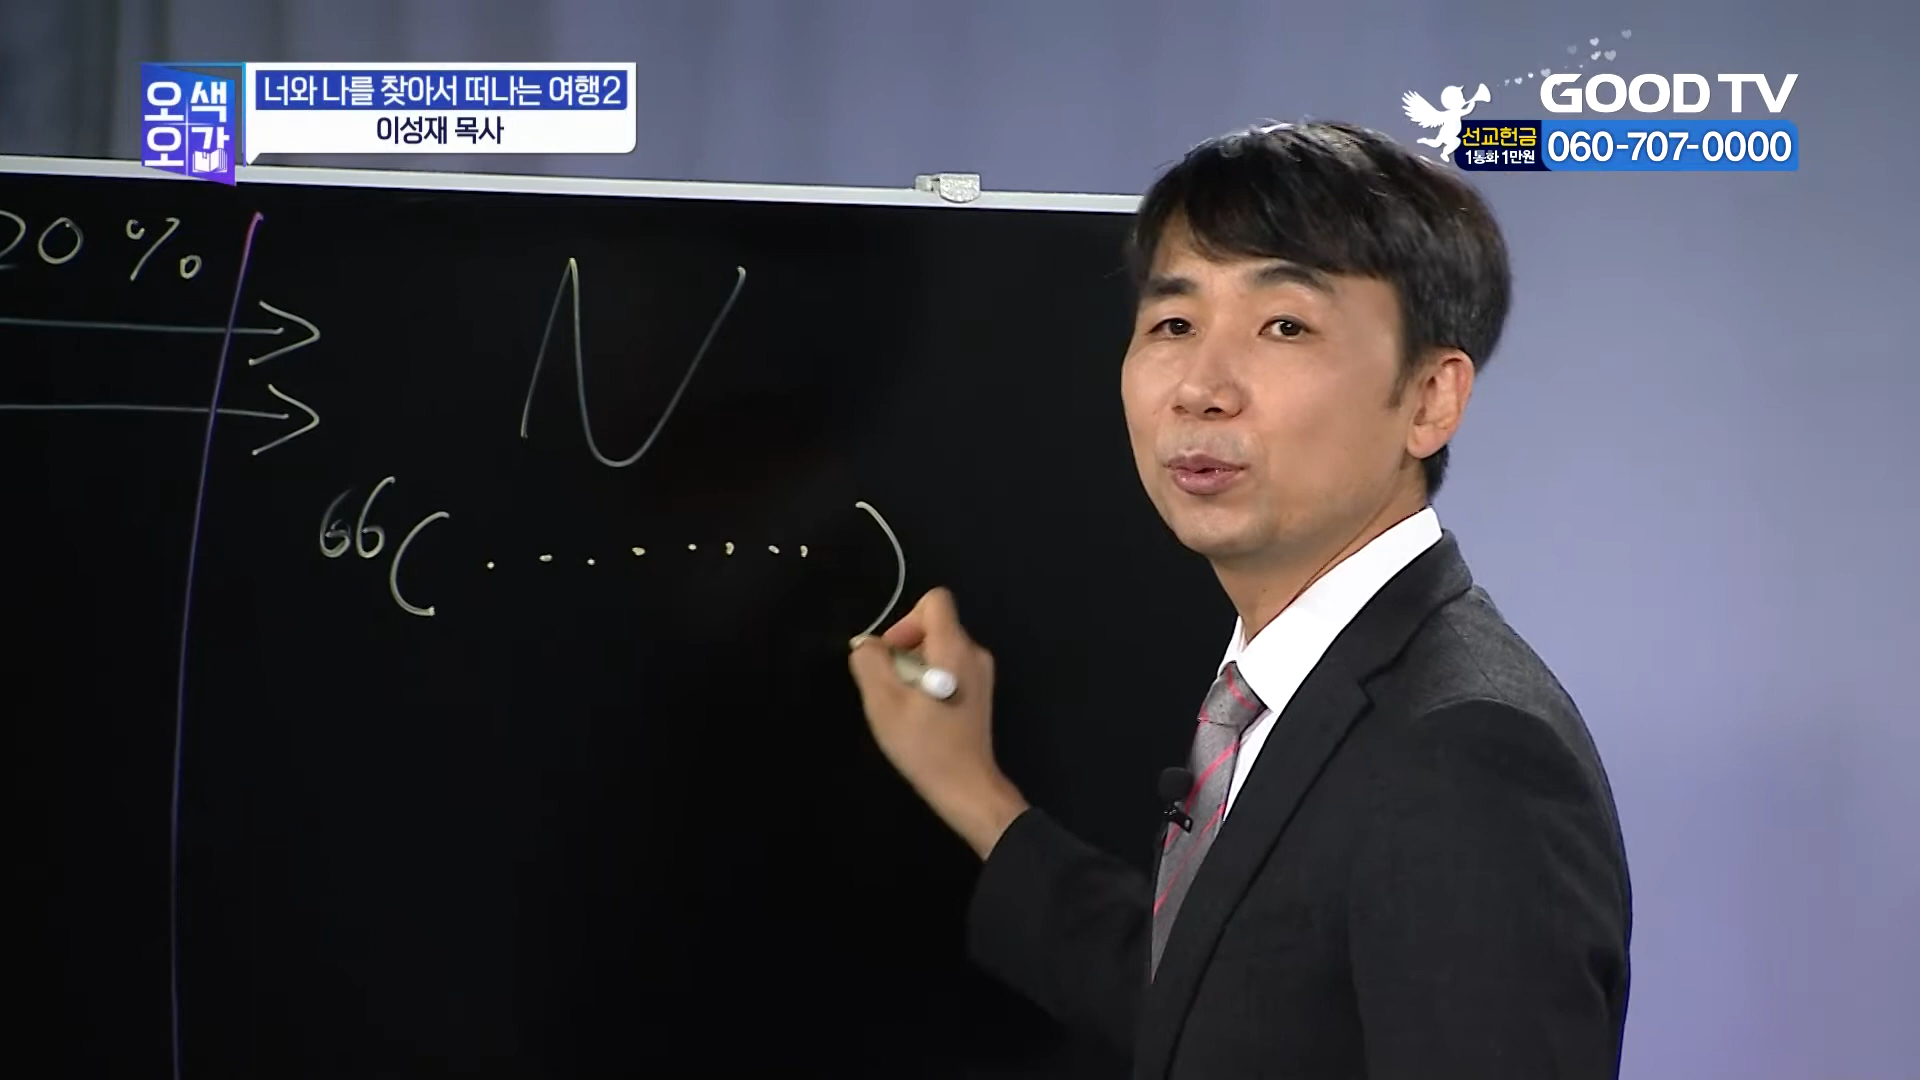 오색
오감
너와 나를 찾아서 떠나는 여행2
이성재 목사
GOOD TV
선교헌금
1통화 1만원
060-707-0000
20 %
N
66 ( . . . . . . . . )